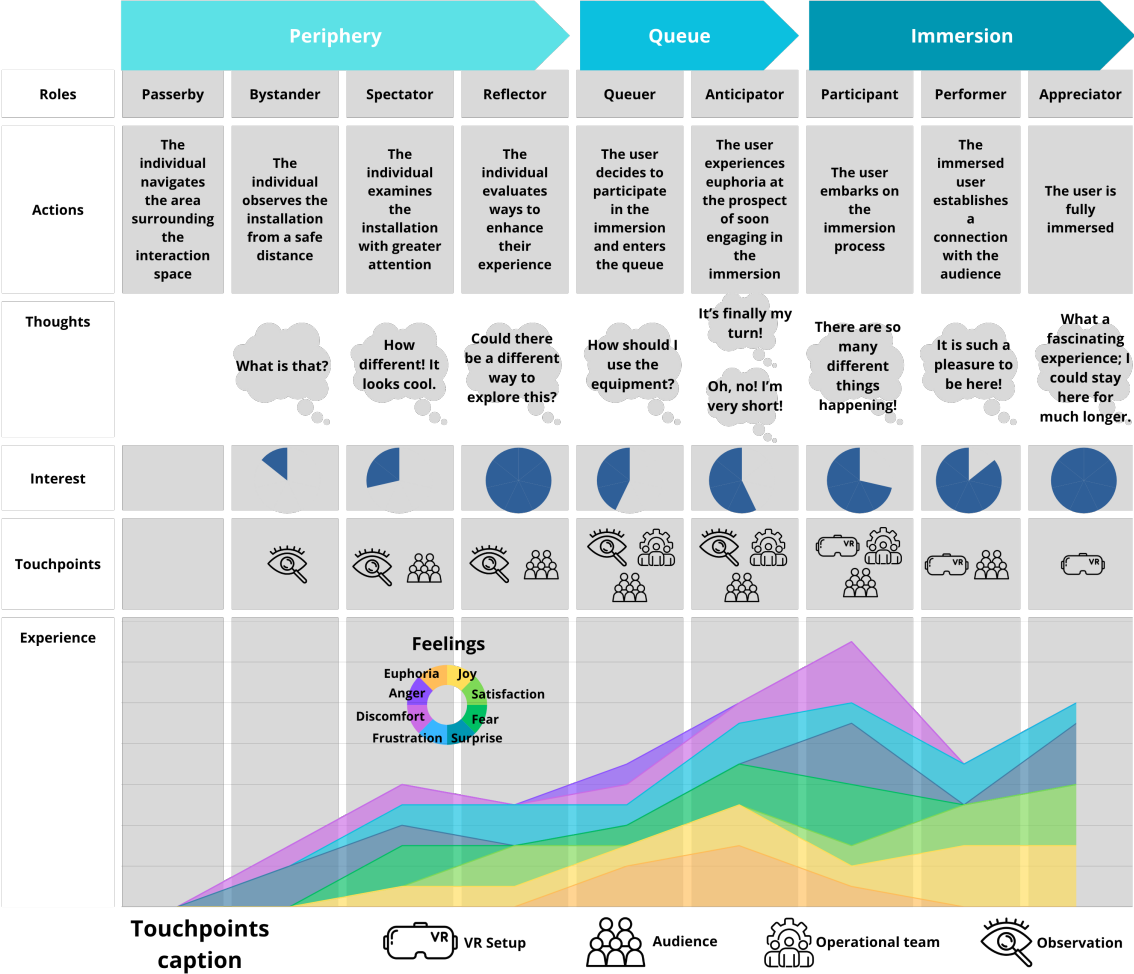 Periphery
Queue
Immersion
Roles
Passerby
Bystander
Spectator
Reflector
Queuer
Anticipator
Participant
Performer
Appreciator
Actions
The
individual
navigates
the area
surrounding
the
interaction
space
The
individual
observes the
installation
from a safe
distance
The
individual
examines
the
installation
with greater
attention
The
individual
evaluates
ways to
enhance
their
experience
The user
decides to
participate
in the
immersion
and enters
the queue
The user
experiences
euphoria at
the prospect
of soon
engaging in
the
immersion
The user
embarks on
the
immersion
process
The
immersed
user
establishes
a
connection
with the
audience
The user is
fully
immersed
Thoughts
What is that?
How
different! It
looks cool.
Could there
be a different
way to
explore this?
How should I
use the
equipment?
It’s finally my
turn!
Oh, no! I’m
very short!
There are so
many
different
things
happening!
It is such a
pleasure to
be here!
What a
fascinating
experience; I
could stay
here for
much longer.
Interest
Touchpoints
VR
VR
VR
Experience
Feelings
Euphoria
Joy
Anger
Satisfaction
Discomfort
Fear
Frustration
Surprise
Touchpoints
caption
VR
VR Setup
Audience
Operational team
Observation